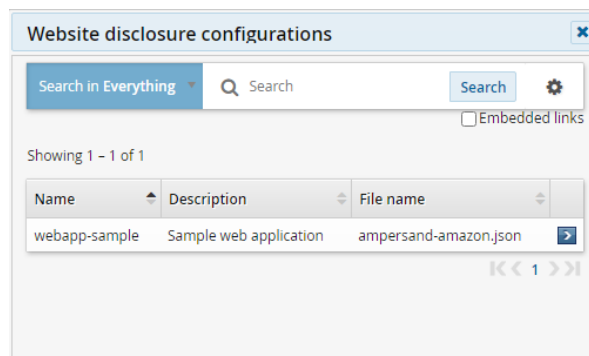 Website disclosure configurations
Search in Everything Search Search
Embedded links
Showing 1 – 1 of 1
Name Description File name
webapp-sample Sample web application ampersand-amazon.json
1